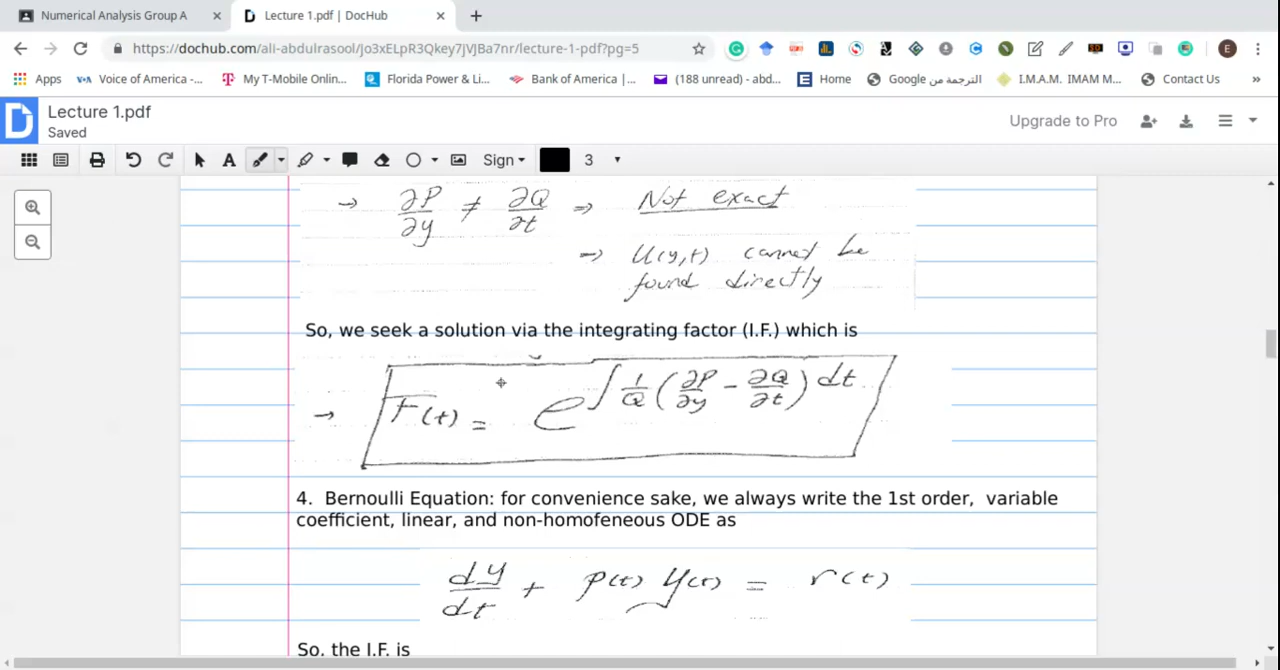 Numerical Analysis Group A
Lecture 1.pdf | DocHub
https://dochub.com/ali-abdulrasool/jo3xELpR3Qkey7jVJBa7nr/lecture-1-pdf?pg=5
E
Apps VOA Voice of America -... T My T-Mobile Onlin... Florida Power & Li... Bank of America |... (188 unread) - abd... E Home Google الترجمة من I.M.A.M. IMAM M... Contact Us »
Lecture 1.pdf
Saved
Upgrade to Pro
A Sign 3
→ ∂P/∂y ≠ ∂Q/∂t ⇒ Not exact
⇒ U(y,t) cannot be
found directly
So, we seek a solution via the integrating factor (I.F.) which is
→ F(t) = e^∫ 1/Q (∂P/∂y - ∂Q/∂t) dt
4. Bernoulli Equation: for convenience sake, we always write the 1st order, variable
coefficient, linear, and non-homofeneous ODE as
dy/dt + p(t) y(t) = r(t)
So, the I.F. is